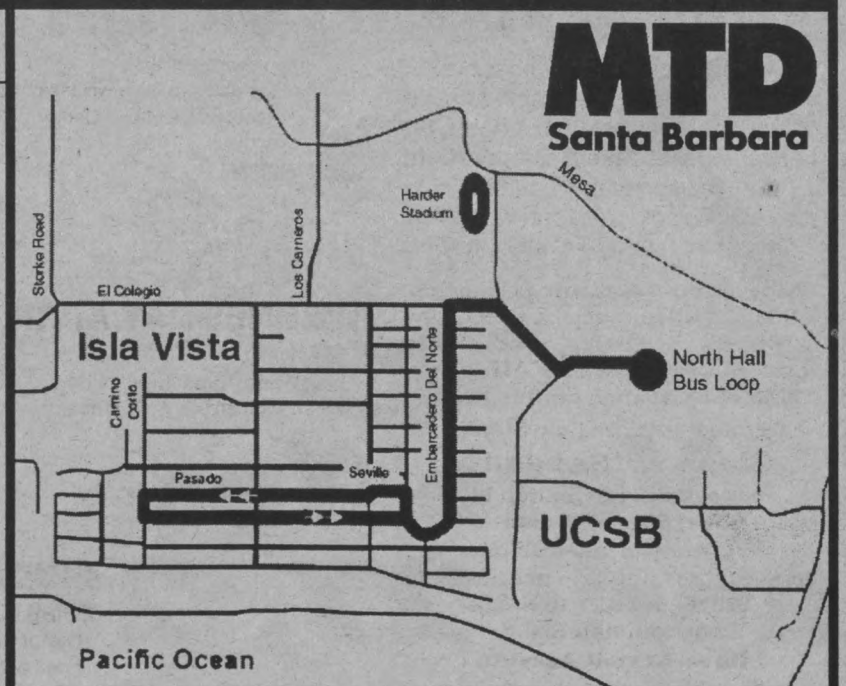 MTD
Santa Barbara
Mesa
Harder
Stadium
Storke Road
Los Carneros
El Colegio
Isla Vista
Embarcadero Del Norte
North Hall
Bus Loop
Camino
Corto
Pasado
Seville
UCSB
Pacific Ocean